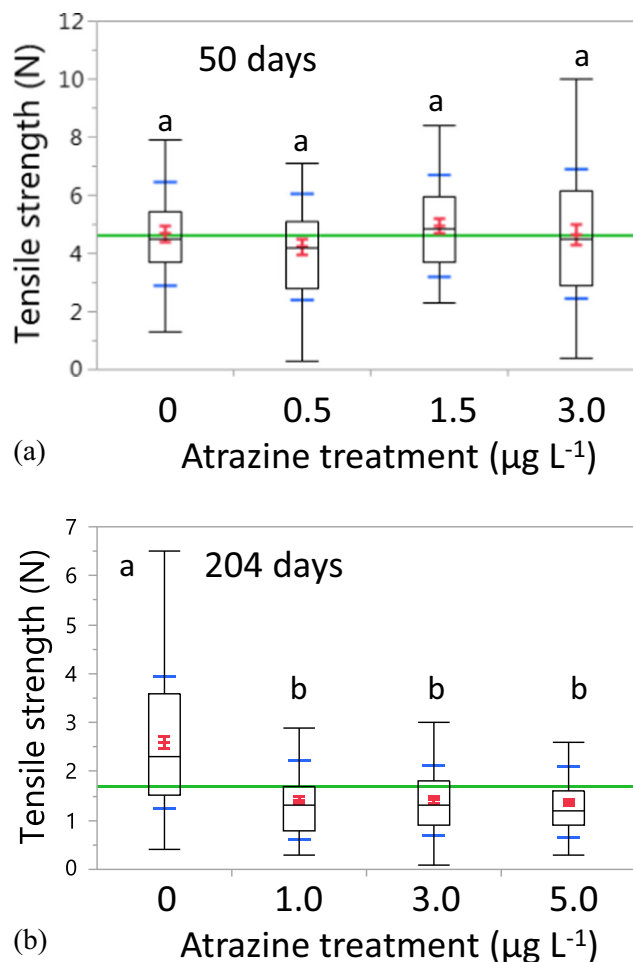 12
10
8
6
4
2
0
Tensile strength (N)
50 days
a
a
a
a
0 0.5 1.5 3.0
(a) Atrazine treatment (µg L-1)
7
6
5
4
3
2
1
0
Tensile strength (N)
a 204 days
b b b
0 1.0 3.0 5.0
(b) Atrazine treatment (µg L-1)